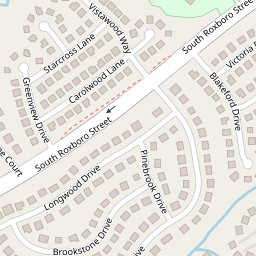 Vistawood Way
South Roxboro Street
Starcross Lane
Victoria
Carolwood Lane
Greenview Drive
Blakeford Drive
South Roxboro Street
Court
Pinebrook Drive
Longwood Drive
Brookstone Drive